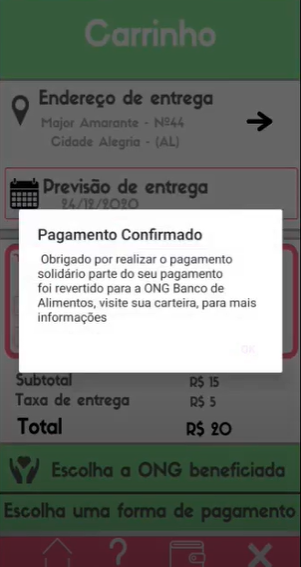 Carrinho
Endereço de entrega
Major Amarante - Nº44
Cidade Alegria - (AL)
Previsão de entrega
24/12/2020
Pagamento Confirmado
Obrigado por realizar o pagamento
solidário parte do seu pagamento
foi revertido para a ONG Banco de
Alimentos, visite sua carteira, para mais
informações
OK
Subtotal R$ 15
Taxa de entrega R$ 5
Total R$ 20
Escolha a ONG beneficiada
Escolha uma forma de pagamento